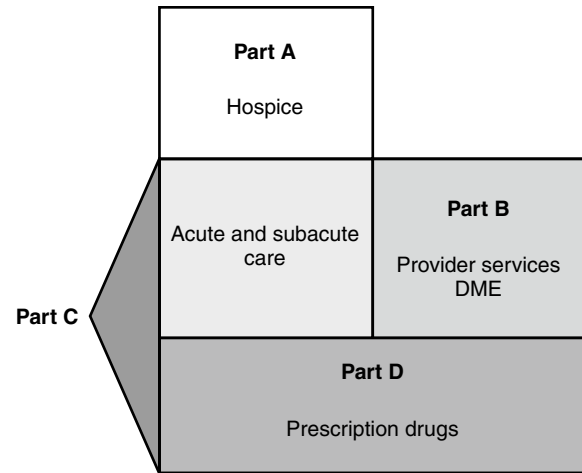 Part A
Hospice
Acute and subacute
care
Part B
Provider services
DME
Part C
Part D
Prescription drugs